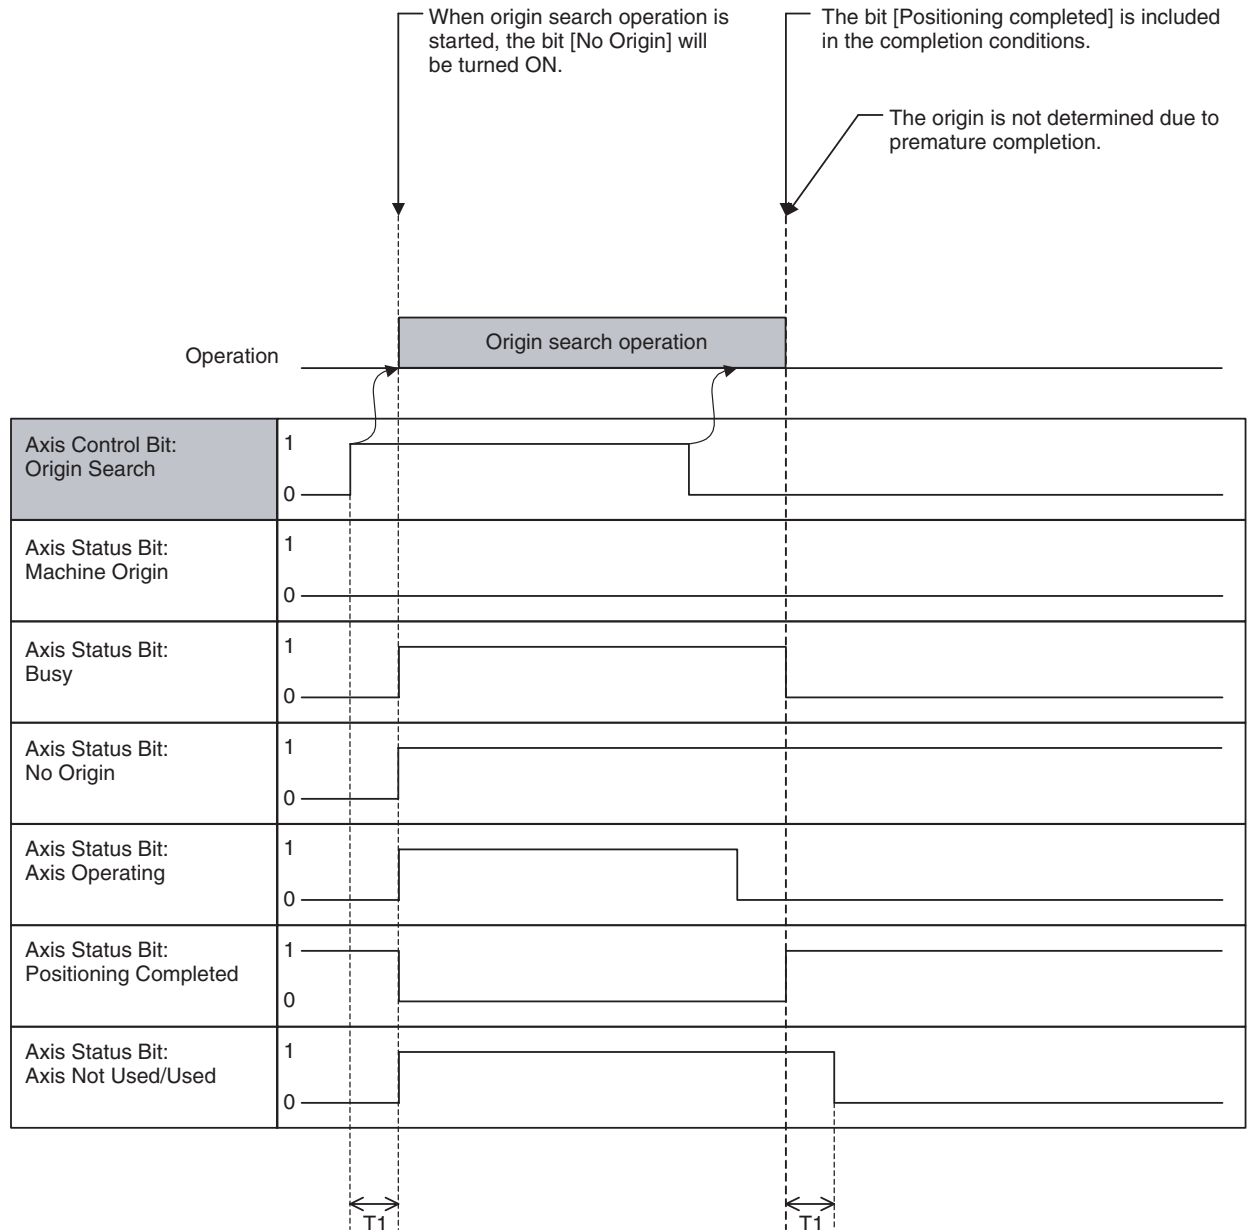 When origin search operation is
started, the bit [No Origin] will
be turned ON.
The bit [Positioning completed] is included
in the completion conditions.
The origin is not determined due to
premature completion.
Operation
Origin search operation
Axis Control Bit:
Origin Search
1
0
Axis Status Bit:
Machine Origin
1
0
Axis Status Bit:
Busy
1
0
Axis Status Bit:
No Origin
1
0
Axis Status Bit:
Axis Operating
1
0
Axis Status Bit:
Positioning Completed
1
0
Axis Status Bit:
Axis Not Used/Used
1
0
T1
T1